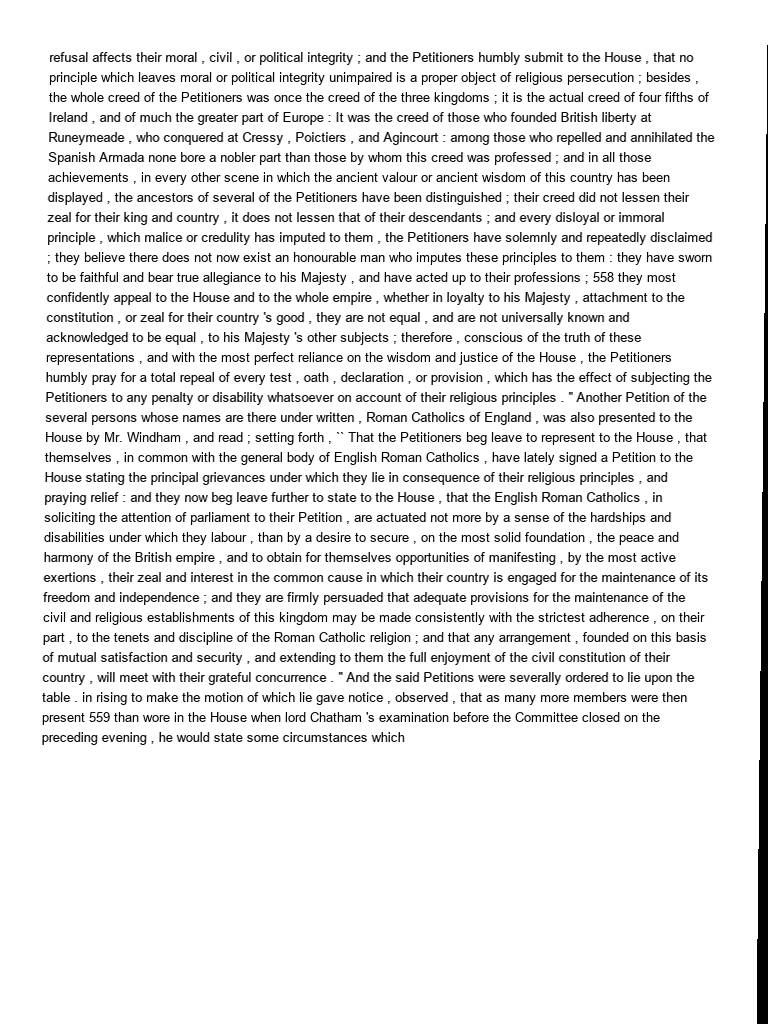 refusal affects their moral , civil , or political integrity ; and the Petitioners humbly submit to the House , that no
principle which leaves moral or political integrity unimpaired is a proper object of religious persecution ; besides ,
the whole creed of the Petitioners was once the creed of the three kingdoms ; it is the actual creed of four fifths of
Ireland , and of much the greater part of Europe : It was the creed of those who founded British liberty at
Runeymeade , who conquered at Cressy , Poictiers , and Agincourt : among those who repelled and annihilated the
Spanish Armada none bore a nobler part than those by whom this creed was professed ; and in all those
achievements , in every other scene in which the ancient valour or ancient wisdom of this country has been
displayed , the ancestors of several of the Petitioners have been distinguished ; their creed did not lessen their
zeal for their king and country , it does not lessen that of their descendants ; and every disloyal or immoral
principle , which malice or credulity has imputed to them , the Petitioners have solemnly and repeatedly disclaimed
; they believe there does not now exist an honourable man who imputes these principles to them : they have sworn
to be faithful and bear true allegiance to his Majesty , and have acted up to their professions ; 558 they most
confidently appeal to the House and to the whole empire , whether in loyalty to his Majesty , attachment to the
constitution , or zeal for their country 's good , they are not equal , and are not universally known and
acknowledged to be equal , to his Majesty 's other subjects ; therefore , conscious of the truth of these
representations , and with the most perfect reliance on the wisdom and justice of the House , the Petitioners
humbly pray for a total repeal of every test , oath , declaration , or provision , which has the effect of subjecting the
Petitioners to any penalty or disability whatsoever on account of their religious principles . " Another Petition of the
several persons whose names are there under written , Roman Catholics of England , was also presented to the
House by Mr. Windham , and read ; setting forth , `` That the Petitioners beg leave to represent to the House , that
themselves , in common with the general body of English Roman Catholics , have lately signed a Petition to the
House stating the principal grievances under which they lie in consequence of their religious principles , and
praying relief : and they now beg leave further to state to the House , that the English Roman Catholics , in
soliciting the attention of parliament to their Petition , are actuated not more by a sense of the hardships and
disabilities under which they labour , than by a desire to secure , on the most solid foundation , the peace and
harmony of the British empire , and to obtain for themselves opportunities of manifesting , by the most active
exertions , their zeal and interest in the common cause in which their country is engaged for the maintenance of its
freedom and independence ; and they are firmly persuaded that adequate provisions for the maintenance of the
civil and religious establishments of this kingdom may be made consistently with the strictest adherence , on their
part , to the tenets and discipline of the Roman Catholic religion ; and that any arrangement , founded on this basis
of mutual satisfaction and security , and extending to them the full enjoyment of the civil constitution of their
country , will meet with their grateful concurrence . " And the said Petitions were severally ordered to lie upon the
table . in rising to make the motion of which lie gave notice , observed , that as many more members were then
present 559 than wore in the House when lord Chatham 's examination before the Committee closed on the
preceding evening , he would state some circumstances which